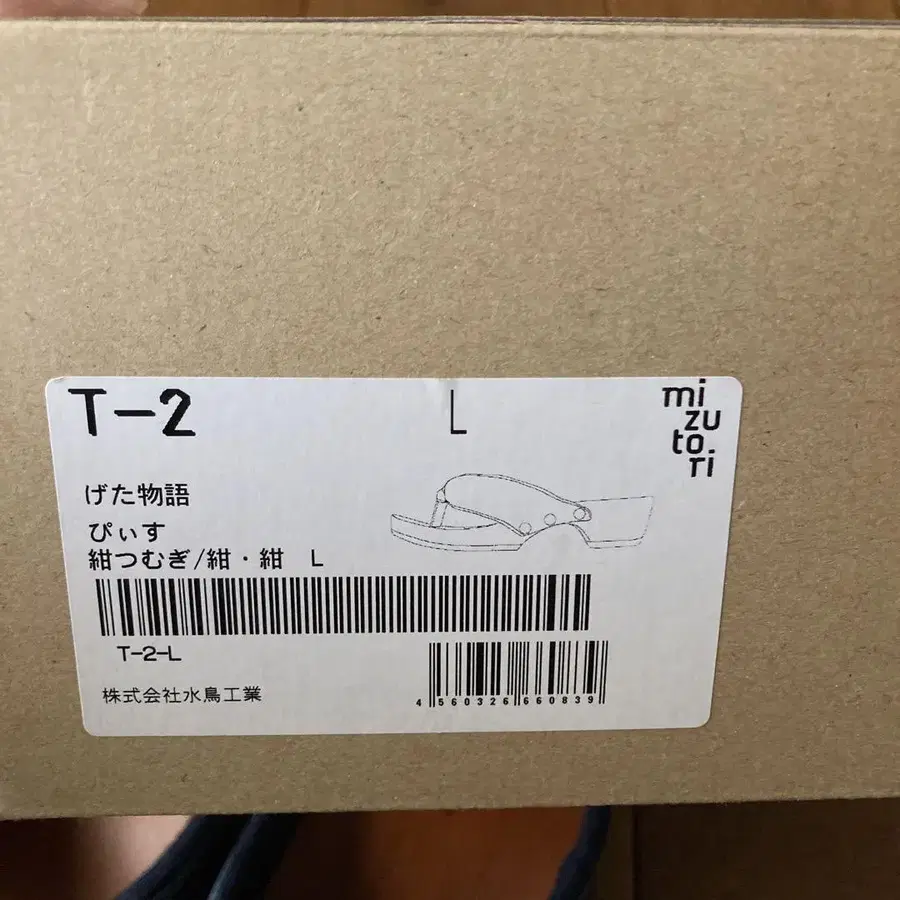 T-2
L
mi
zu
to
ri
げた物語
ぴぃす
紺つむぎ/紺・紺 L
T-2-L
株式会社水鳥工業
4 560326 660839